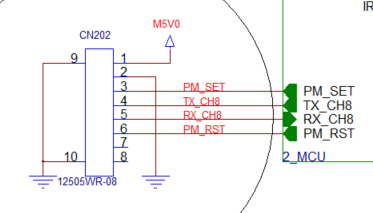 IR
CN202
M5V0
9
1
2
3
PM_SET
PM_SET
4
TX_CH8
TX_CH8
5
RX_CH8
RX_CH8
6
PM_RST
PM_RST
7
10
8
2_MCU
12505WR-08